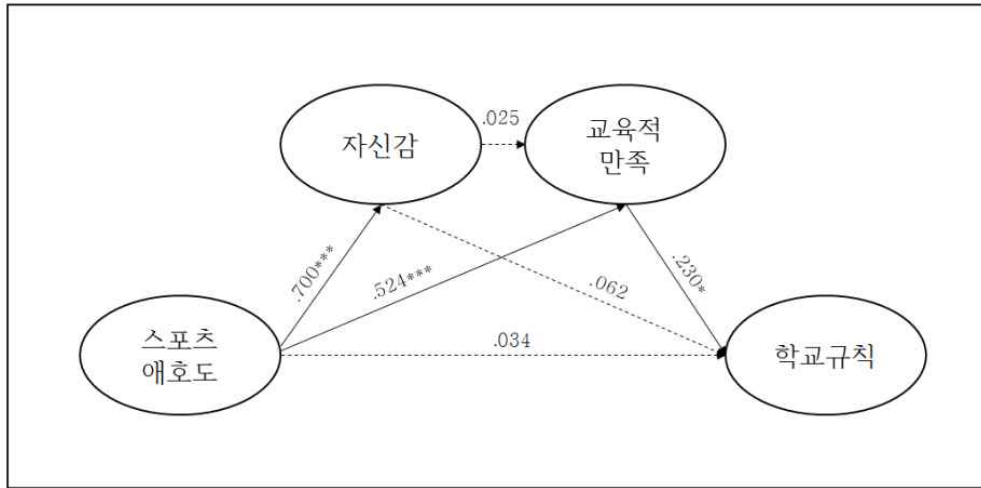 .025
자신감
교육적
만족
.700***
.524***
.062
.230*
.034
스포츠
애호도
학교규칙